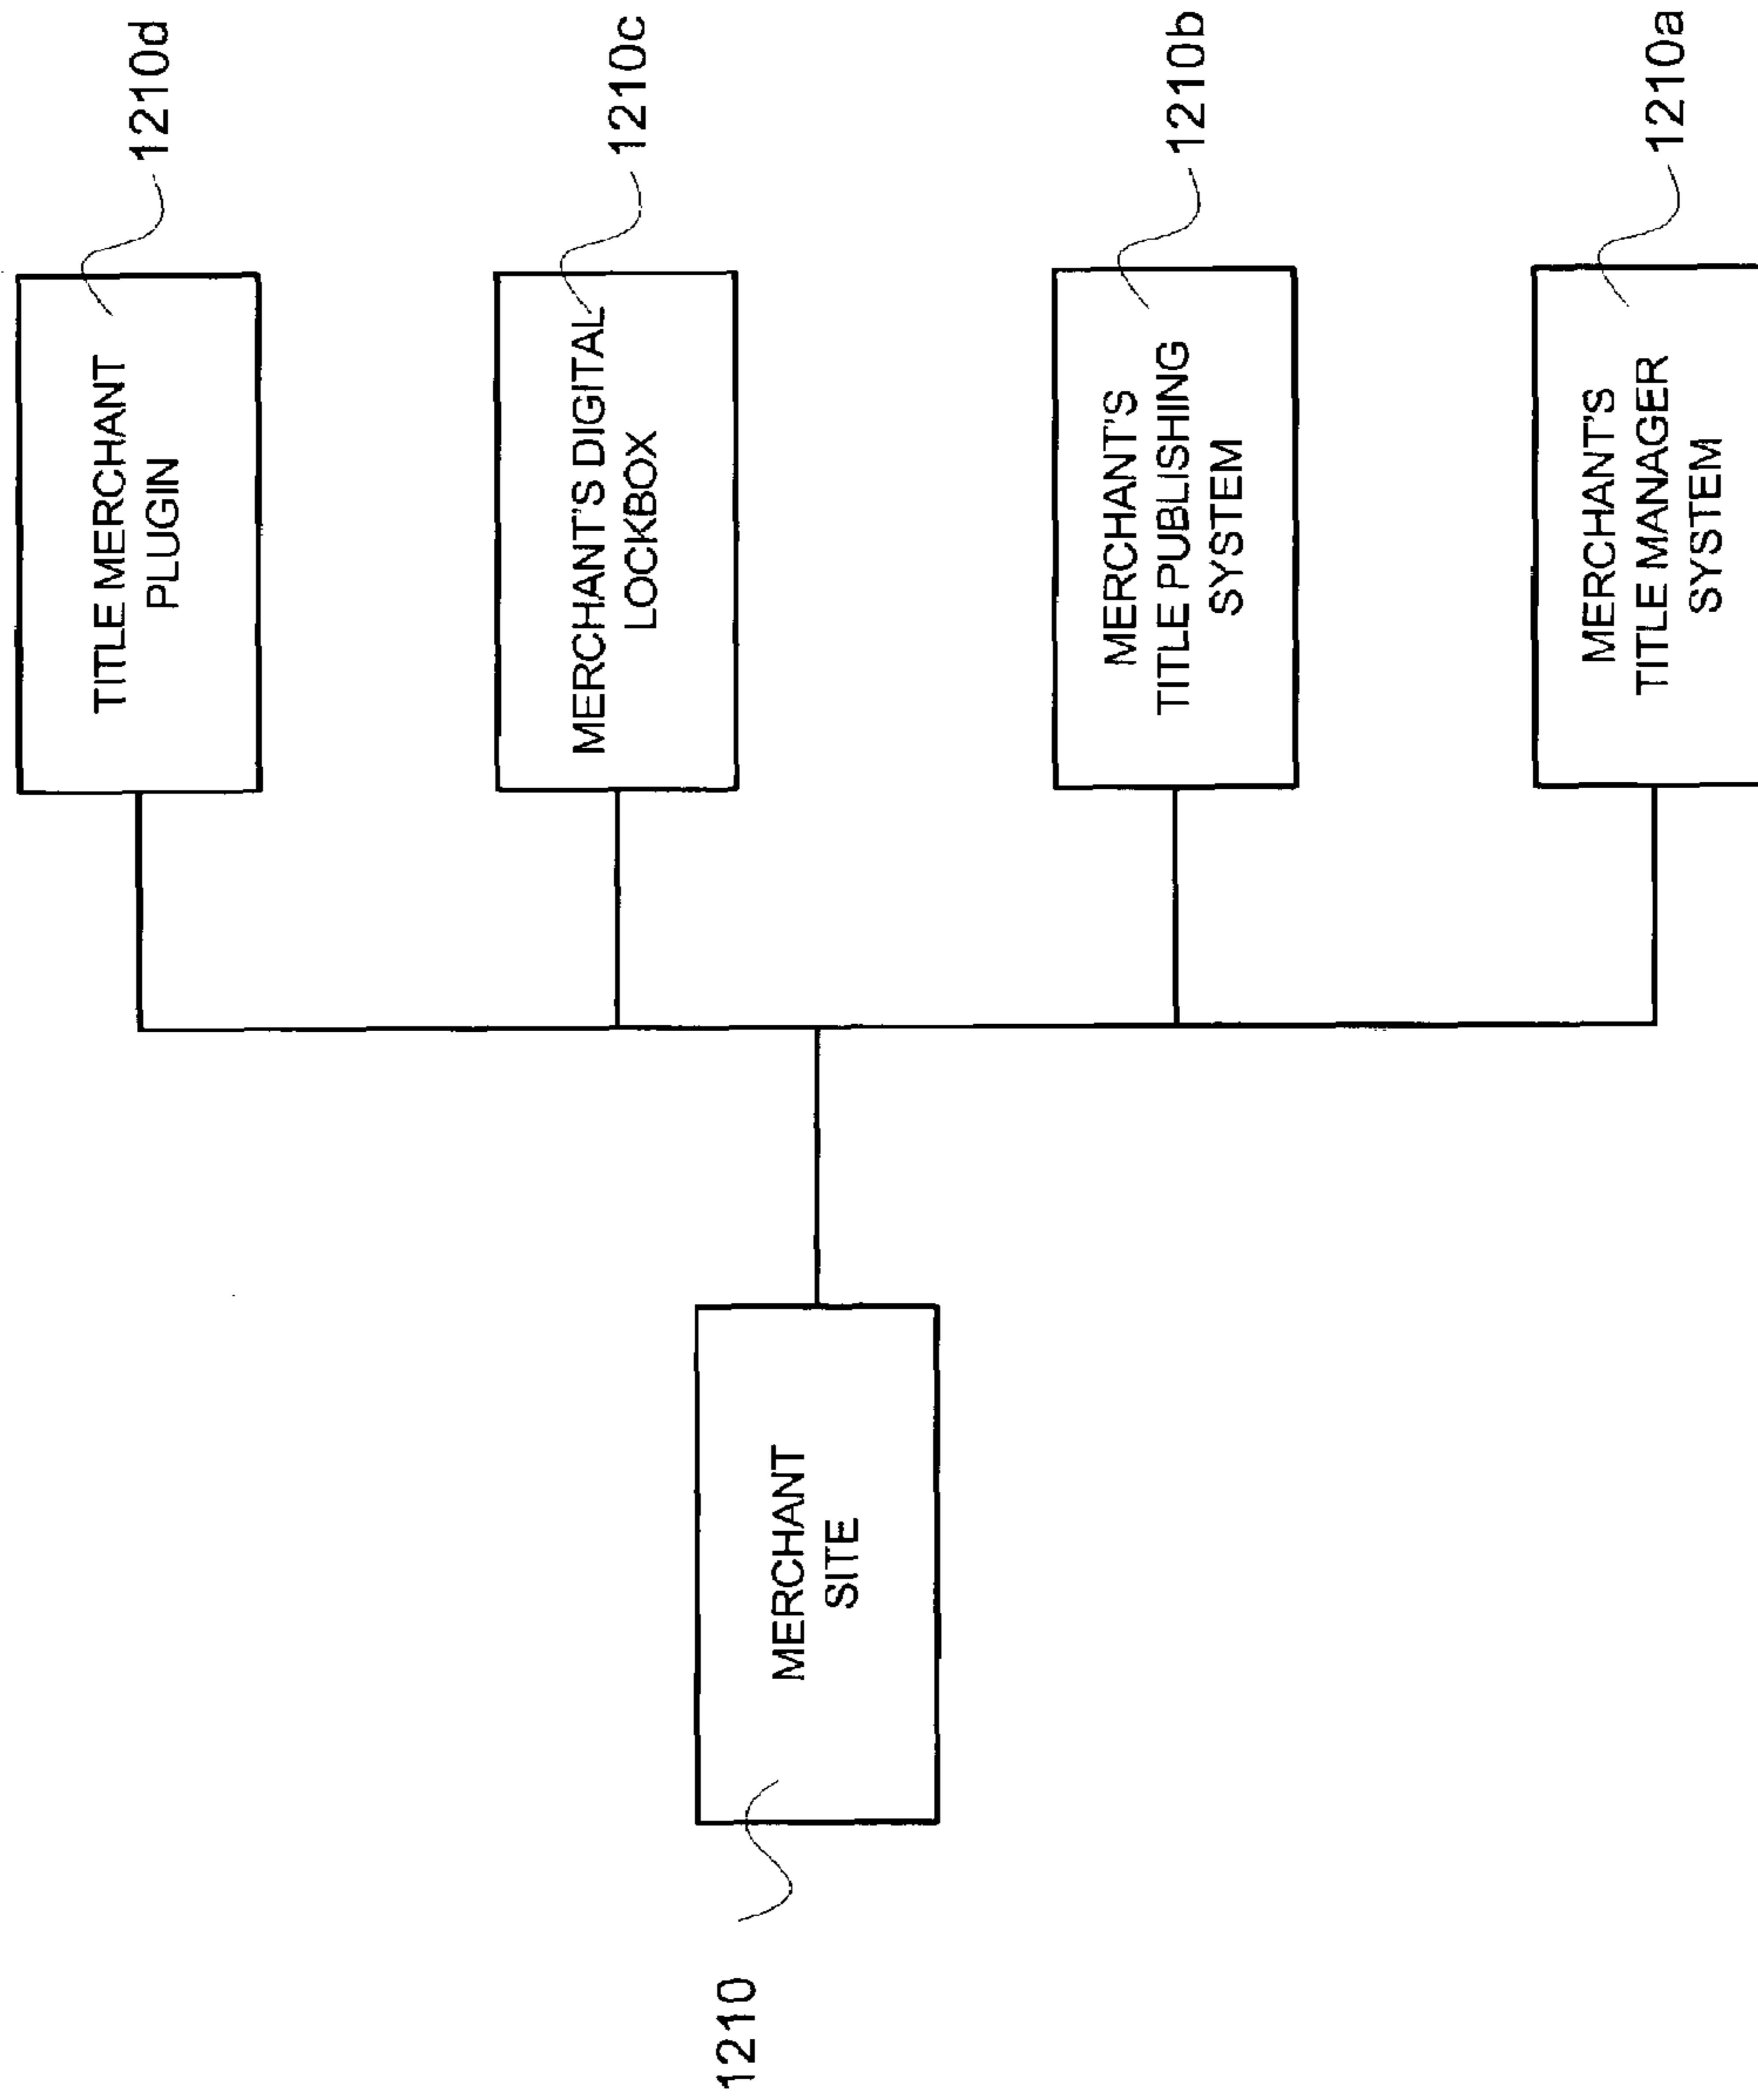 1210d
TITLE MERCHANT
PLUGIN
1210c
MERCHANT'S DIGITAL
LOCKBOX
1210b
MERCHANT'S
TITLE PUBLISHING
SYSTEM
1210a
MERCHANT'S
TITLE MANAGER
SYSTEM
MERCHANT
SITE
1210